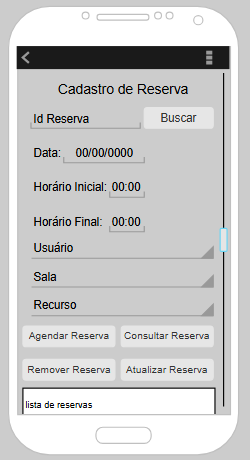 Cadastro de Reserva
Id Reserva Buscar
Data: 00/00/0000
Horário Inicial: 00:00
Horário Final: 00:00
Usuário
Sala
Recurso
Agendar Reserva Consultar Reserva
Remover Reserva Atualizar Reserva
lista de reservas